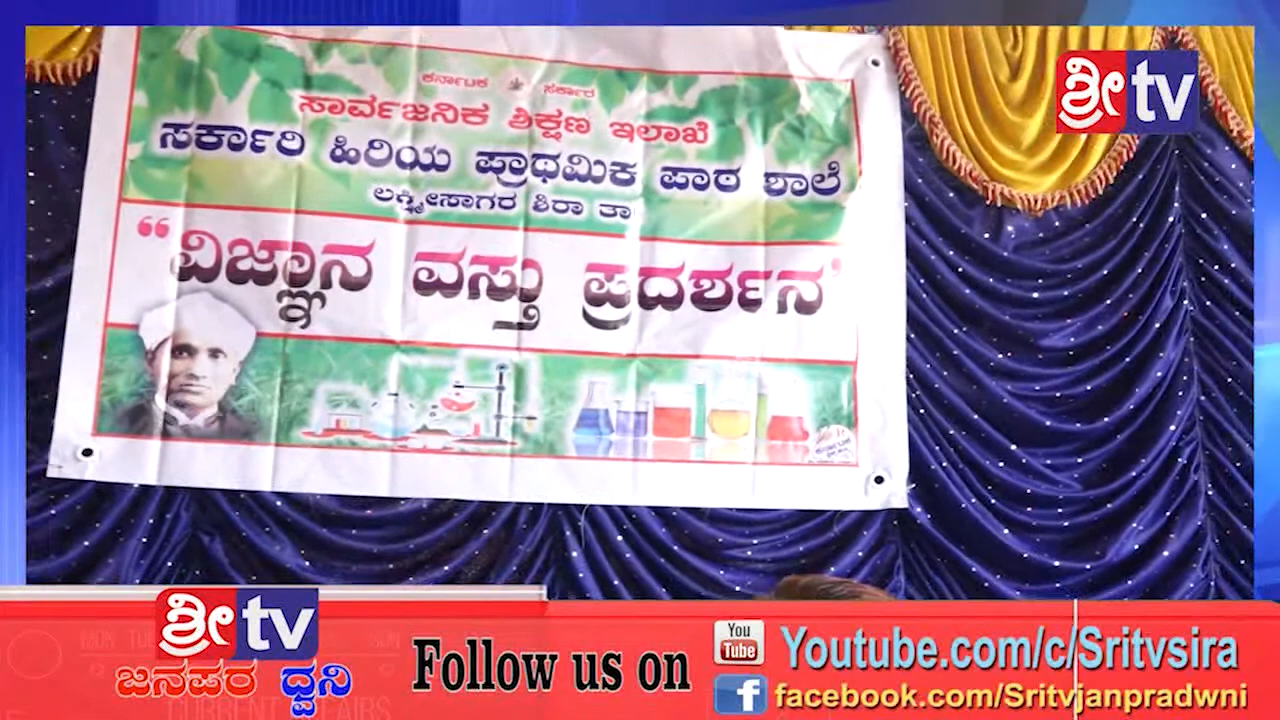 ಶ್ರೀ tv
ಕರ್ನಾಟಕ ಸರ್ಕಾರ
ಸಾರ್ವಜನಿಕ ಶಿಕ್ಷಣ ಇಲಾಖೆ
ಸರ್ಕಾರಿ ಹಿರಿಯ ಪ್ರಾಥಮಿಕ ಪಾಠ ಶಾಲೆ
ಲಕ್ಷ್ಮೀಸಾಗರ ಶಿರಾ ತಾ
“ ವಿಜ್ಞಾನ ವಸ್ತು ಪ್ರದರ್ಶನ ’
ಶ್ರೀ tv
ಜನಪರ ಧ್ವನಿ
Follow us on
You Tube
Youtube.com/c/Sritvsira
f facebook.com/Sritvjanpradwni